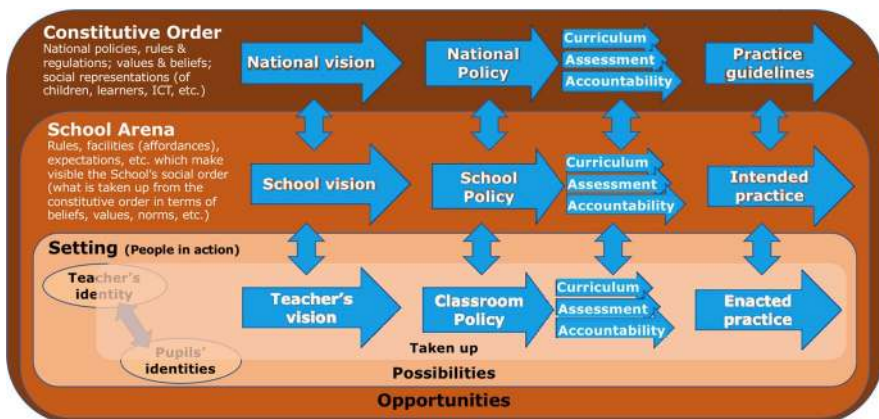 Constitutive Order
National policies, rules &
regulations; values & beliefs;
social representations (of
children, learners, ICT, etc.)
National vision
National
Policy
Curriculum
Assessment
Accountability
Practice
guidelines
School Arena
Rules, facilities (affordances),
expectations, etc. which make
visible the School's social order
(what is taken up from the
constitutive order in terms of
beliefs, values, norms, etc.)
School vision
School
Policy
Curriculum
Assessment
Accountability
Intended
practice
Setting (People in action)
Teacher's
identity
Pupils'
identities
Teacher's
vision
Classroom
Policy
Curriculum
Assessment
Accountability
Enacted
practice
Taken up
Possibilities
Opportunities